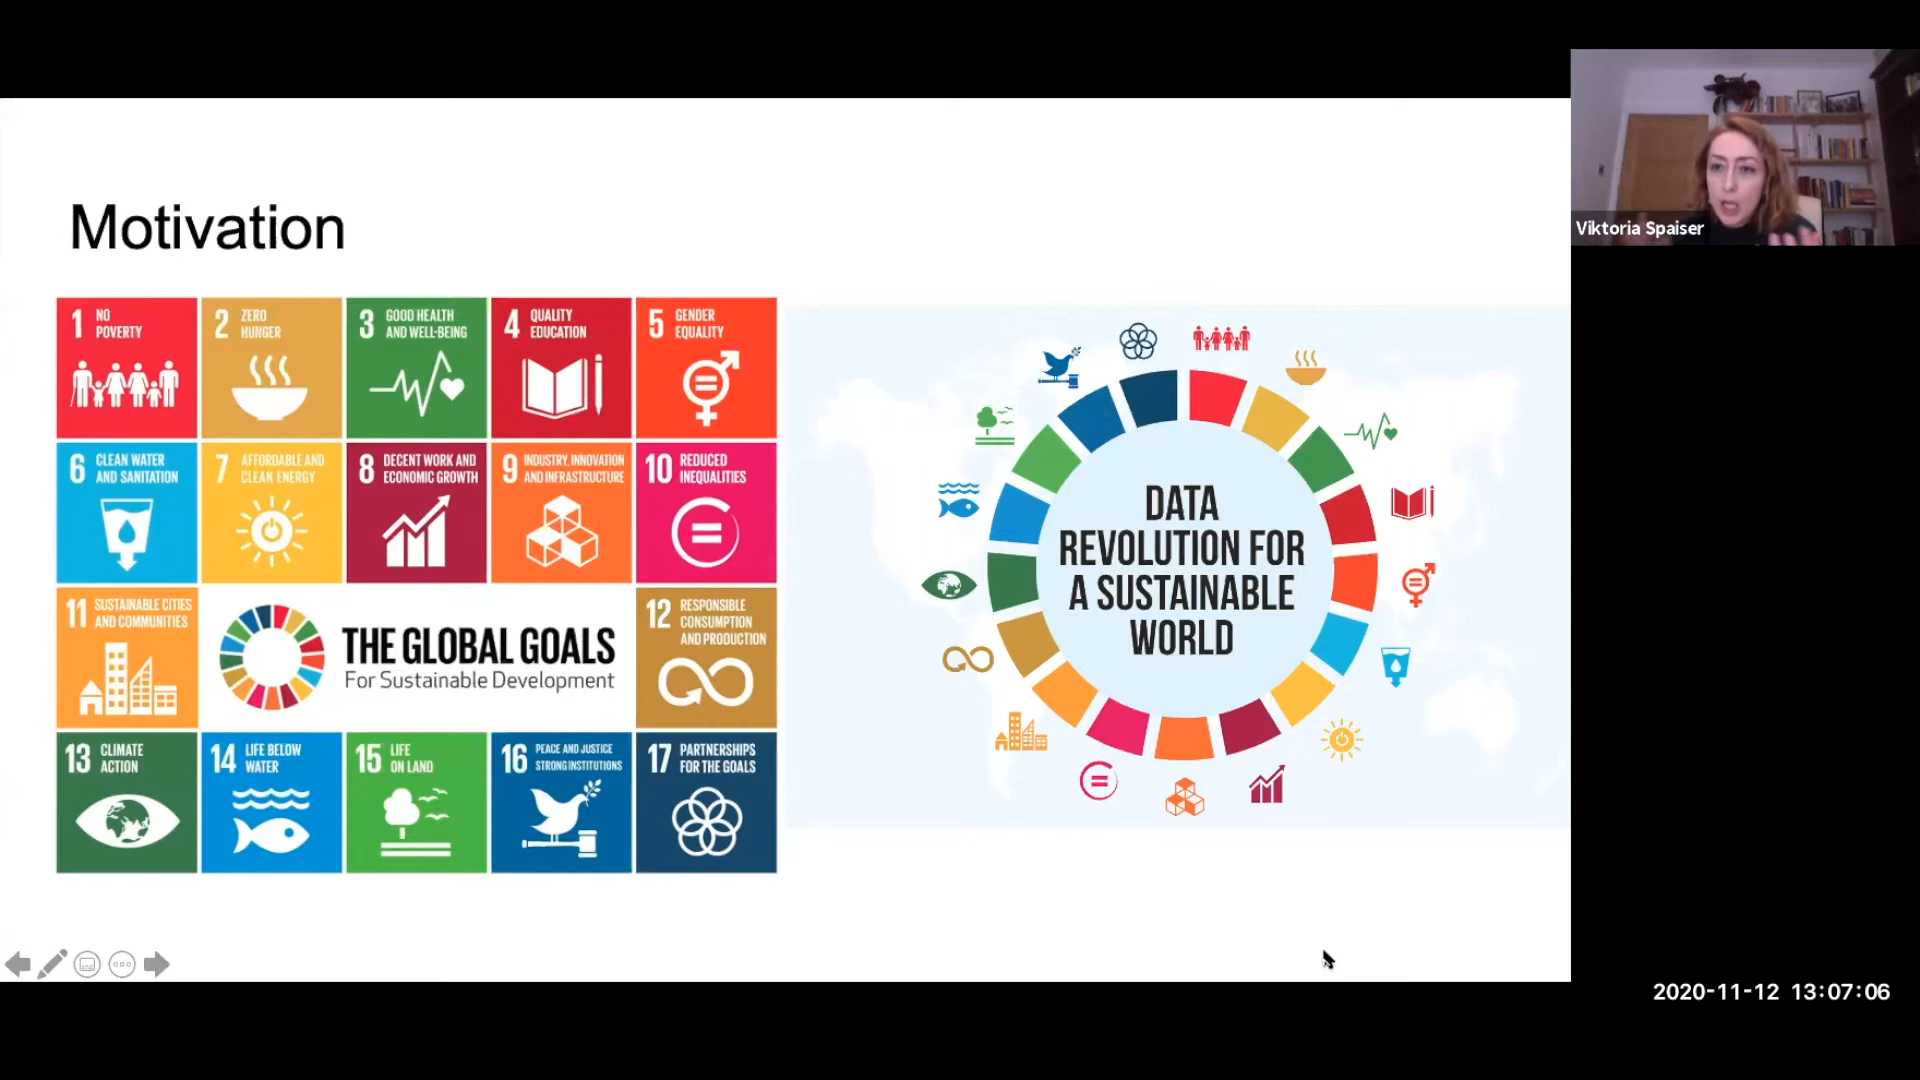 Motivation
1 NO
POVERTY
2 ZERO
HUNGER
3 GOOD HEALTH
AND WELL-BEING
4 QUALITY
EDUCATION
5 GENDER
EQUALITY
6 CLEAN WATER
AND SANITATION
7 AFFORDABLE AND
CLEAN ENERGY
8 DECENT WORK AND
ECONOMIC GROWTH
9 INDUSTRY, INNOVATION
AND INFRASTRUCTURE
10 REDUCED
INEQUALITIES
11 SUSTAINABLE CITIES
AND COMMUNITIES
THE GLOBAL GOALS
For Sustainable Development
12 RESPONSIBLE
CONSUMPTION
AND PRODUCTION
13 CLIMATE
ACTION
14 LIFE BELOW
WATER
15 LIFE
ON LAND
16 PEACE AND JUSTICE
STRONG INSTITUTIONS
17 PARTNERSHIPS
FOR THE GOALS
DATA
REVOLUTION FOR
A SUSTAINABLE
WORLD
Viktoria Spaiser
2020-11-12 13:07:06